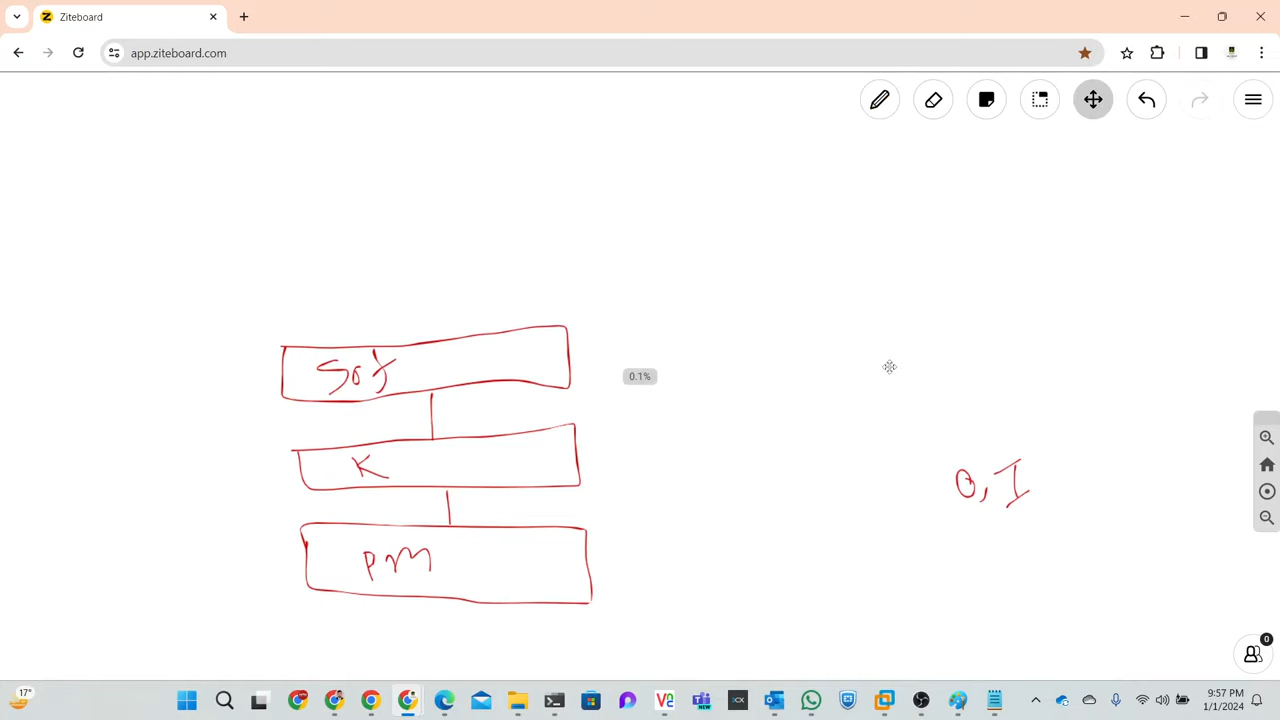 Ziteboard
app.ziteboard.com
Sof
0.1%
K
0, I
PM
0
17°
9:57 PM
1/1/2024